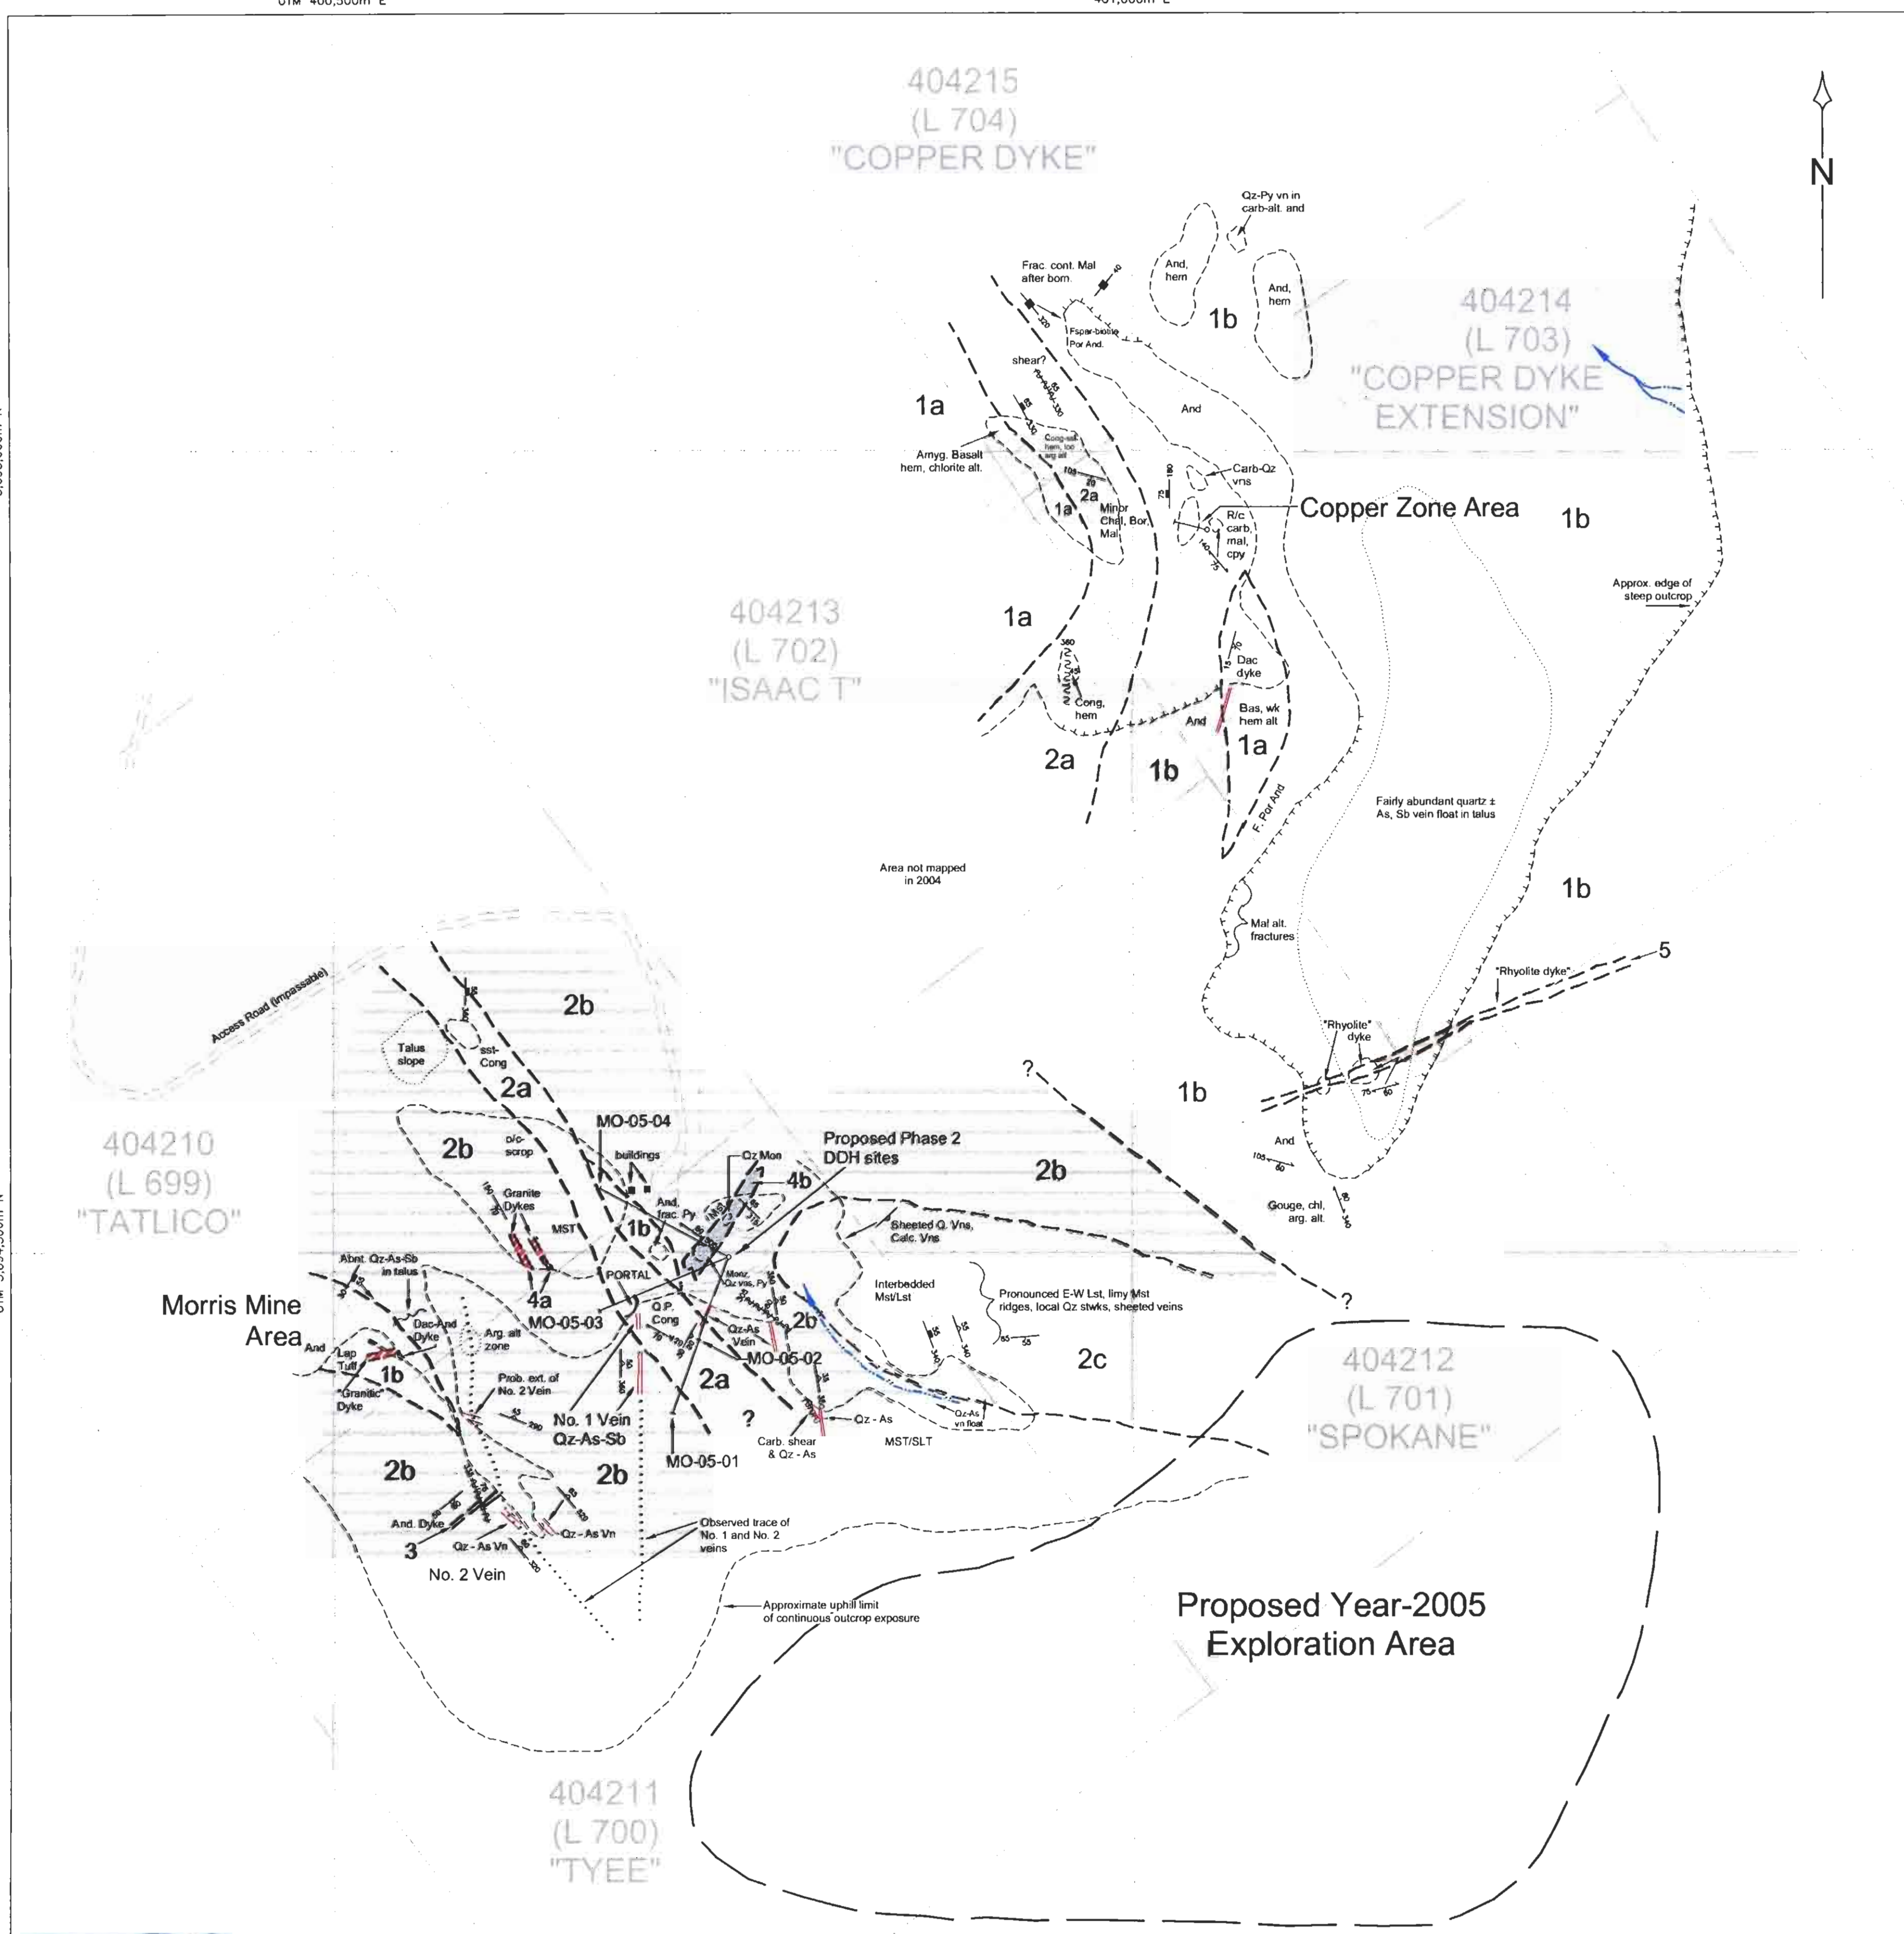 404215
(L 704)
"COPPER DYKE"
N
Qz-Py vn in
carb-alt. and
Frac. cont. Mal
after born.
And,
hem
And,
hem
1b
404214
(L 703)
"COPPER DYKE
EXTENSION"
Fspar-biotite
Por And.
shear?
1a
And
Amyg. Basalt
hem, chlorite alt.
2a
1a
Minor
Chal, Bor,
Mal
Carb-Qz
vns
R/c
carb,
mal,
cpy
Copper Zone Area
1b
Approx. edge of
steep outcrop
404213
(L 702)
"ISAAC T"
1a
360
Cong,
hem
Dac
dyke
And
Bas, wk
hem alt
1a
2a
1b
F. Por And
Fairly abundant quartz ±
As, Sb vein float in talus
Area not mapped
in 2004
1b
Mal alt.
fractures
5
"Rhyolite dyke"
"Rhyolite"
dyke
Access Road (impassable)
2b
Talus
slope
sst-
Cong
2a
1b
And
Gouge, chl,
arg. alt.
404210
(L 699)
"TATLICO"
2b
o/c-
scrop
MO-05-04
buildings
Qz Mon
Proposed Phase 2
DDH sites
4b
2b
Granite
Dykes
MST
And,
frac. Py
1b
Sheeted Q. Vns,
Calc. Vns
Abnt. Qz-As-Sb
in talus
PORTAL
Monz,
Qz vns, Py
Interbedded
Mst/Lst
Pronounced E-W Lst, limy Mst
ridges, local Qz stwks, sheeted veins
Morris Mine
Area
4a
MO-05-03
Q.P.
Cong
2b
Dac-And
Dyke
Arg. alt
zone
Qz-As
Vein
MO-05-02
2c
And
Lap
Tuff
1b
"Granitic"
Dyke
Prob. ext. of
No. 2 Vein
2a
404212
(L 701)
"SPOKANE"
No. 1 Vein
Qz-As-Sb
?
Qz - As
Qz-As
vn float
Carb. shear
& Qz - As
MST/SLT
MO-05-01
2b
2b
And. Dyke
3
Qz - As Vn
Qz - As Vn
No. 2 Vein
Observed trace of
No. 1 and No. 2
veins
Approximate uphill limit
of continuous outcrop exposure
Proposed Year-2005
Exploration Area
404211
(L 700)
"TYEE"